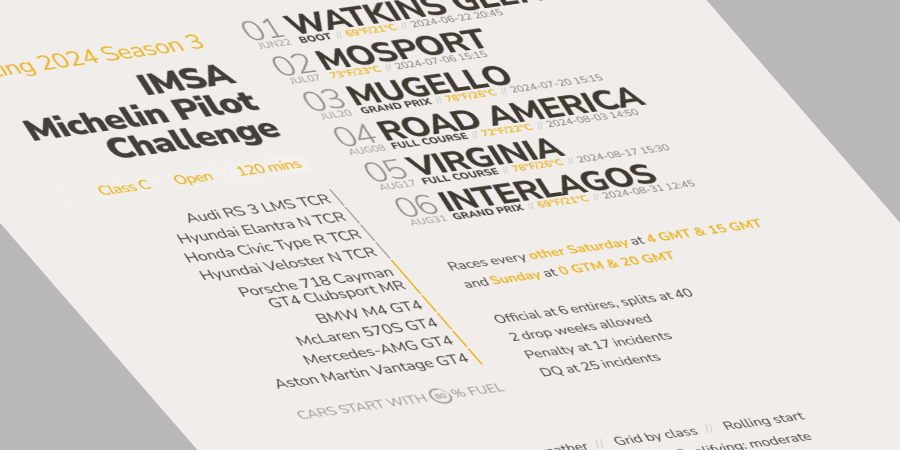 2024 Season 3
IMSA
Michelin Pilot
Challenge
Class C Open 120 mins
Audi RS 3 LMS TCR
Hyundai Elantra N TCR
Honda Civic Type R TCR
Hyundai Veloster N TCR
Porsche 718 Cayman
GT4 Clubsport MR
BMW M4 GT4
McLaren 570S GT4
Mercedes-AMG GT4
Aston Martin Vantage GT4
CARS START WITH 80 % FUEL
01 WATKINS
JUN22 BOOT // 69°F/21°C // 2024-06-22 20:45
02 MOSPORT
JUL07 73°F/23°C // 2024-07-06 15:15
03 MUGELLO
JUL20 GRAND PRIX // 78°F/26°C // 2024-07-20 15:15
04 ROAD AMERICA
AUG08 FULL COURSE // 72°F/22°C // 2024-08-03 14:50
05 VIRGINIA
AUG17 FULL COURSE // 78°F/26°C // 2024-08-17 15:30
06 INTERLAGOS
AUG31 GRAND PRIX // 69°F/21°C // 2024-08-31 12:45
Races every other Saturday at 4 GMT & 15 GMT
and Sunday at 0 GTM & 20 GMT
Official at 6 entires, splits at 40
2 drop weeks allowed
Penalty at 17 incidents
DQ at 25 incidents
// Grid by class // Rolling start
moderate